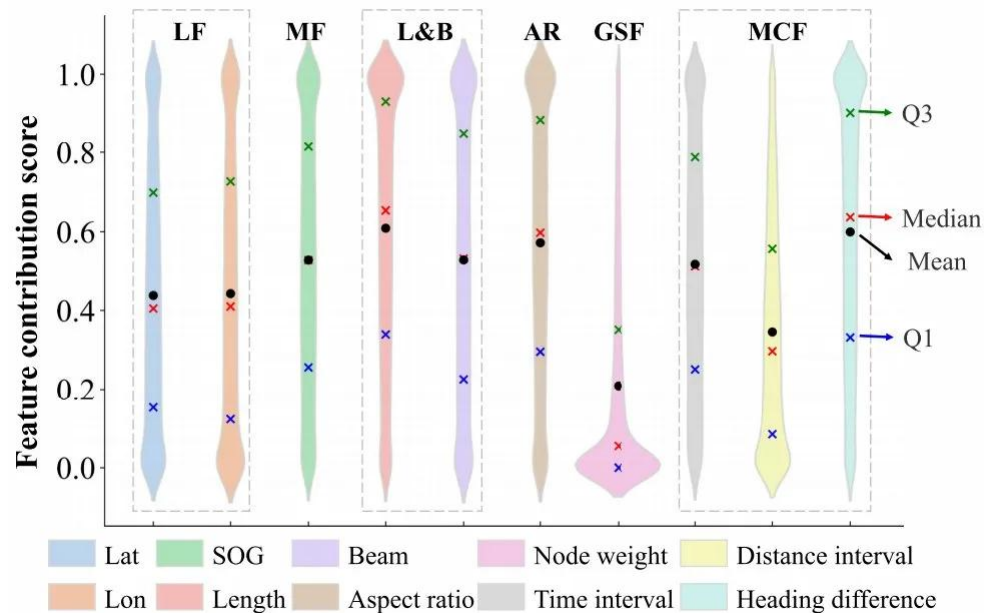 LF MF L&B AR GSF MCF
Feature contribution score
1.0
0.8
0.6
0.4
0.2
0.0
Q3
Median
Mean
Q1
Lat SOG Beam Node weight Distance interval
Lon Length Aspect ratio Time interval Heading difference